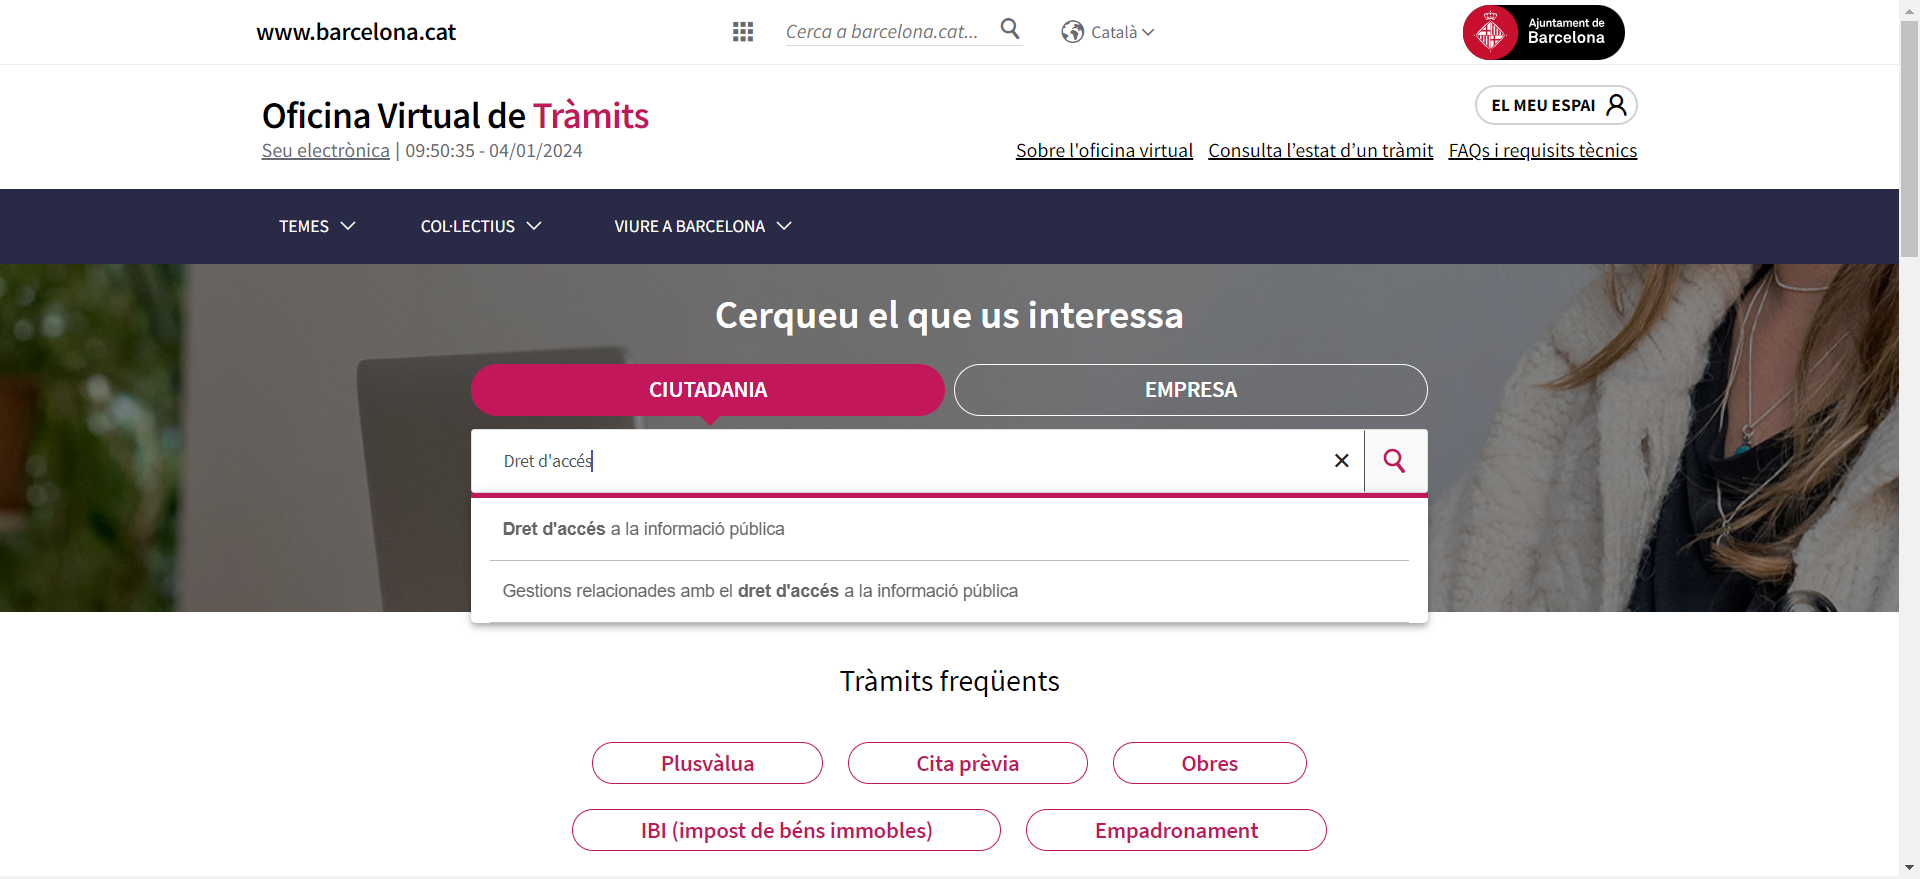 www.barcelona.cat
Cerca a barcelona.cat...
Català
Ajuntament de
Barcelona
Oficina Virtual de Tràmits
EL MEU ESPAI
Seu electrònica | 09:50:35 - 04/01/2024
Sobre l'oficina virtual
Consulta l’estat d’un tràmit
FAQs i requisits tècnics
TEMES
COL·LECTIUS
VIURE A BARCELONA
Cerqueu el que us interessa
CIUTADANIA
EMPRESA
Dret d'accés
Dret d'accés a la informació pública
Gestions relacionades amb el dret d'accés a la informació pública
Tràmits freqüents
Plusvàlua
Cita prèvia
Obres
IBI (impost de béns immobles)
Empadronament